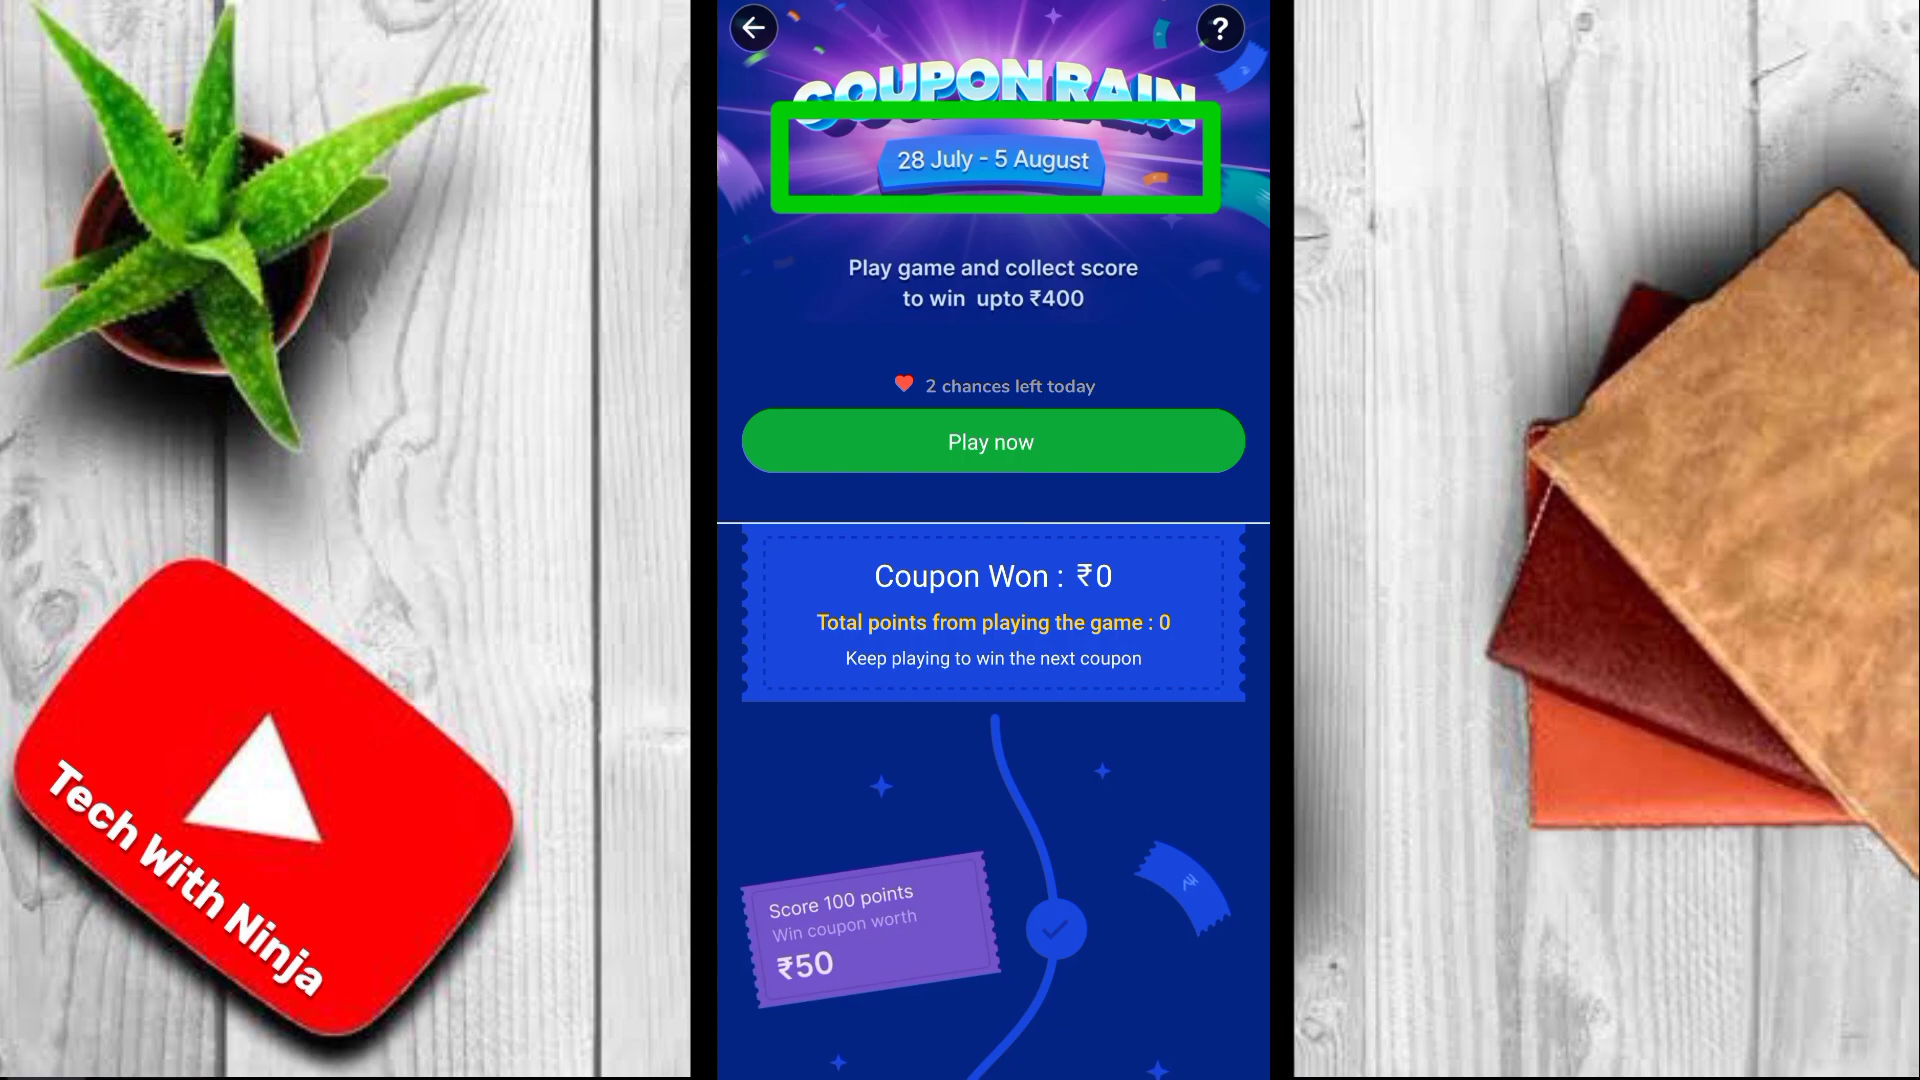 ?
COUPON RAIN
28 July - 5 August
Play game and collect score
to win upto ₹400
2 chances left today
Play now
Coupon Won : ₹0
Total points from playing the game : 0
Keep playing to win the next coupon
Score 100 points
Win coupon worth
₹50
Tech With Ninja